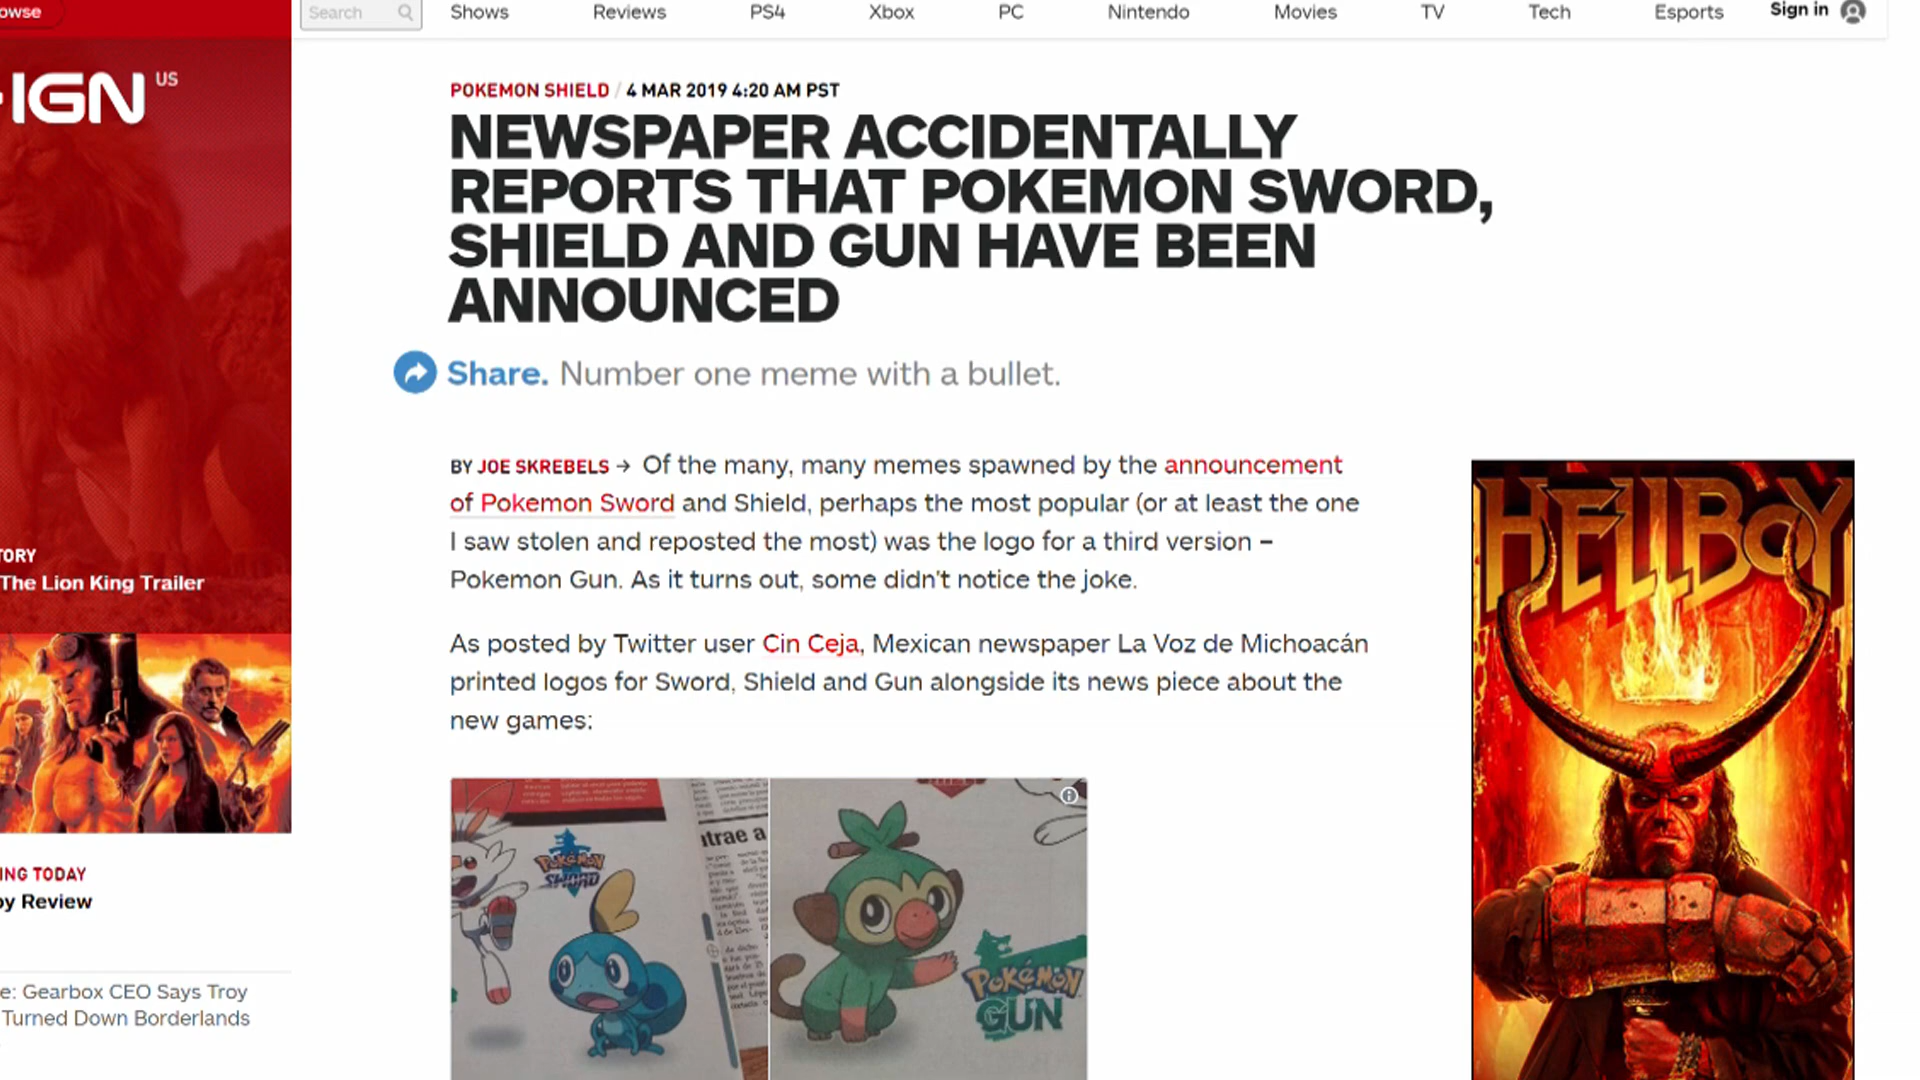 owse
Search
Shows
Reviews
PS4
Xbox
PC
Nintendo
Movies
TV
Tech
Esports
Sign in
IGN US
POKEMON SHIELD / 4 MAR 2019 4:20 AM PST
NEWSPAPER ACCIDENTALLY
REPORTS THAT POKEMON SWORD,
SHIELD AND GUN HAVE BEEN
ANNOUNCED
Share. Number one meme with a bullet.
BY JOE SKREBELS → Of the many, many memes spawned by the announcement
of Pokemon Sword and Shield, perhaps the most popular (or at least the one
I saw stolen and reposted the most) was the logo for a third version –
Pokemon Gun. As it turns out, some didn't notice the joke.
As posted by Twitter user Cin Ceja, Mexican newspaper La Voz de Michoacán
printed logos for Sword, Shield and Gun alongside its news piece about the
new games:
TORY
The Lion King Trailer
ING TODAY
oy Review
e: Gearbox CEO Says Troy
Turned Down Borderlands
HELLBOY
atrae a
POKéMON
SWORD
POKéMON
GUN